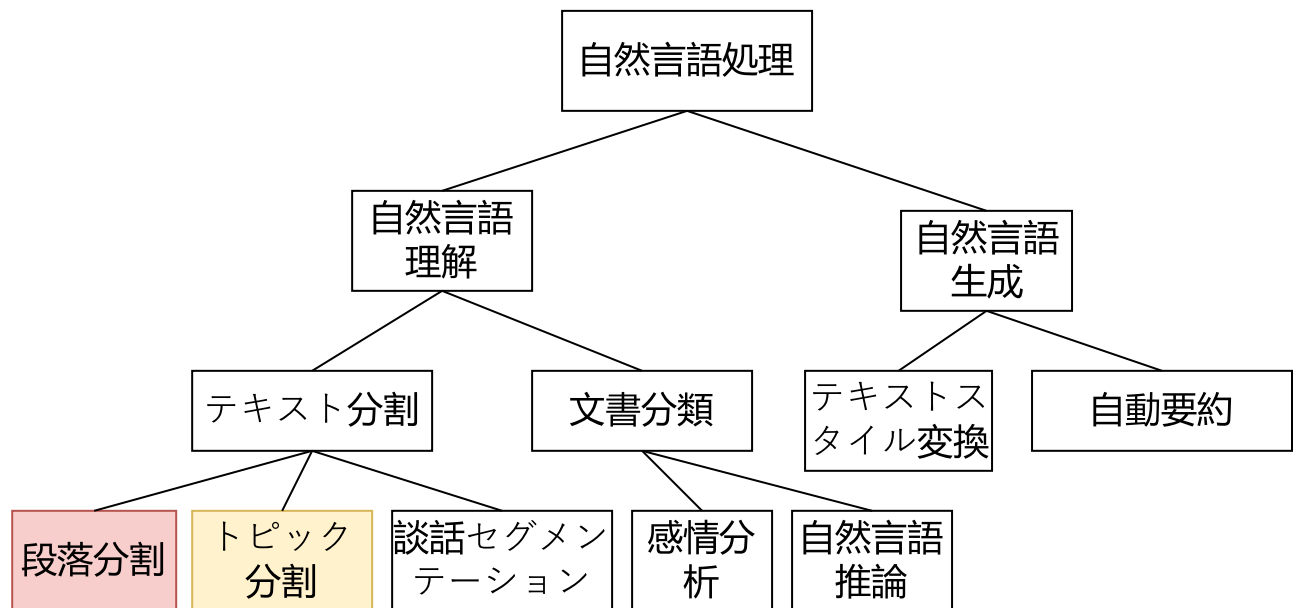 自然言語処理
自然言語
理解
自然言語
生成
テキスト分割
文書分類
テキストス
タイル変換
自動要約
段落分割
トピック
分割
談話セグメン
テーション
感情分
析
自然言語
推論